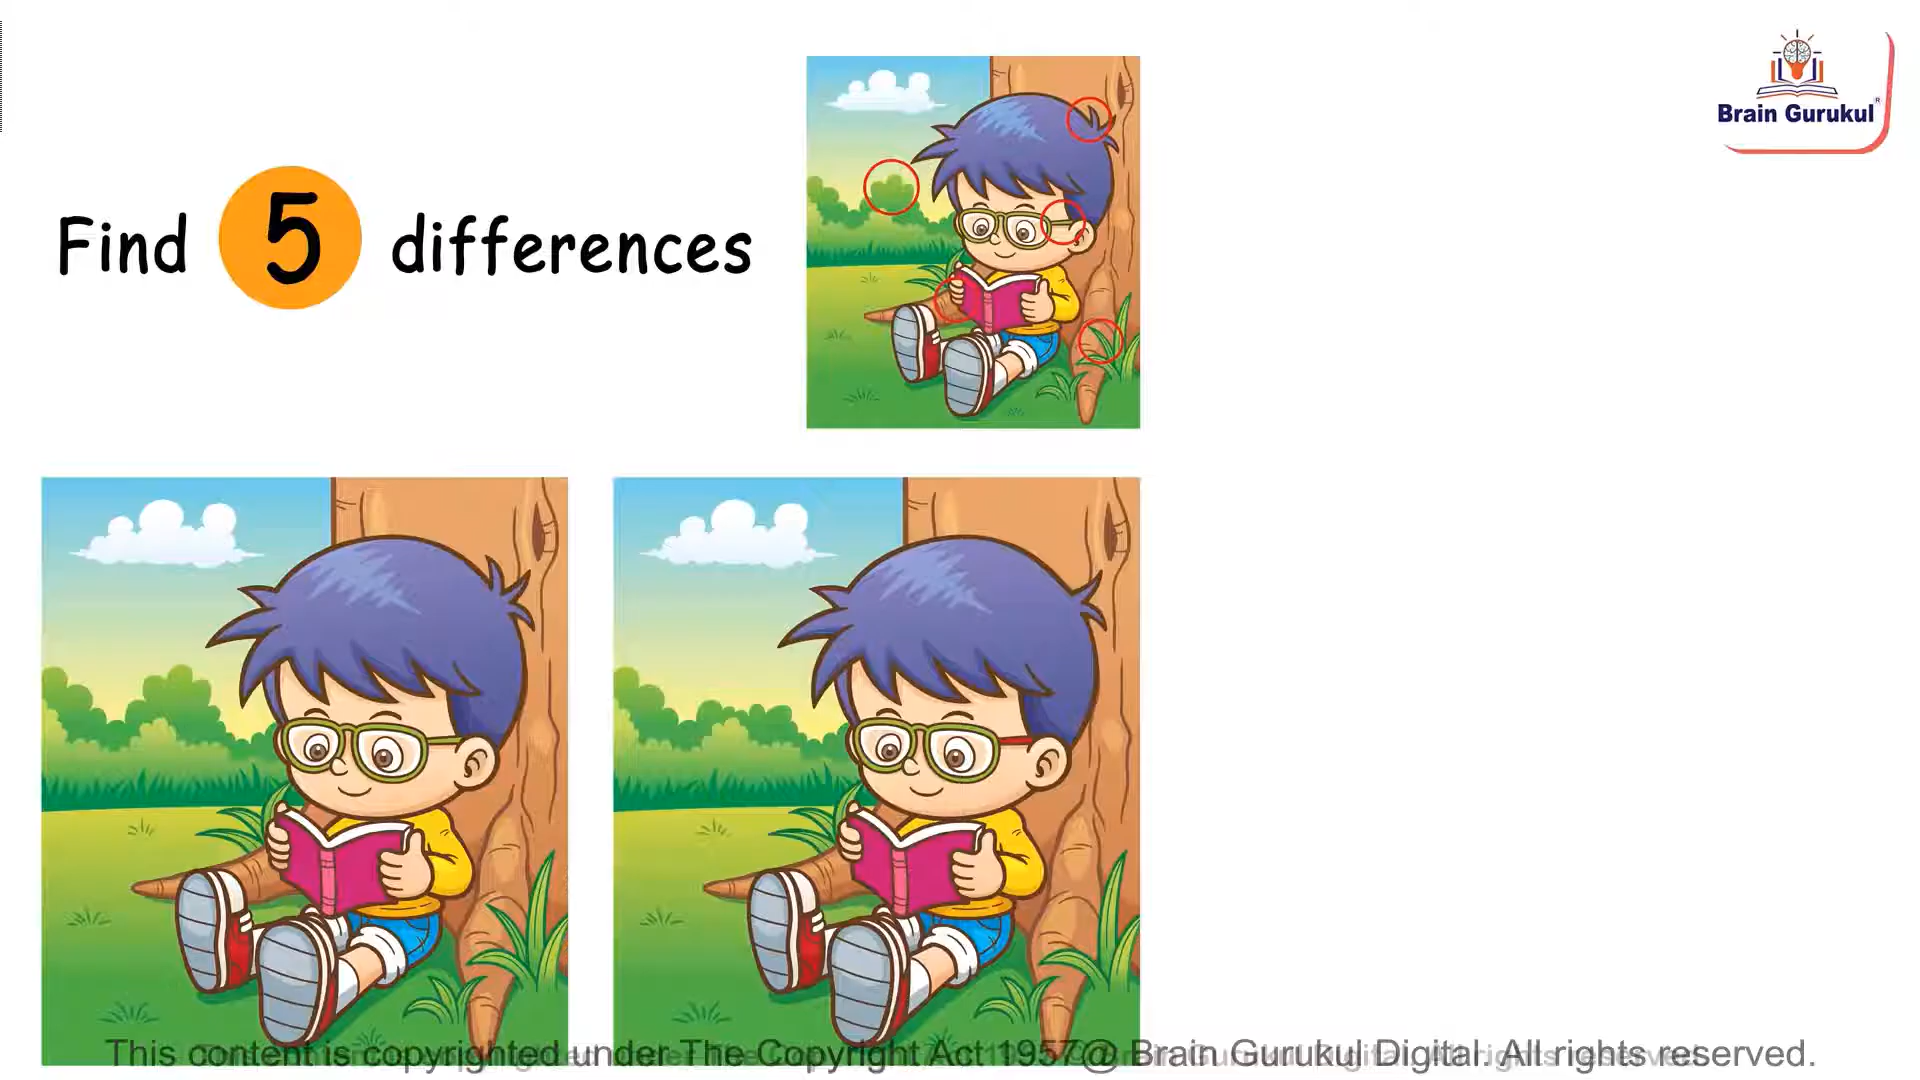 Brain Gurukul®
Find 5 differences
This content is copyrighted under The Copyright Act 1957@ Brain Gurukul Digital. All rights reserved.